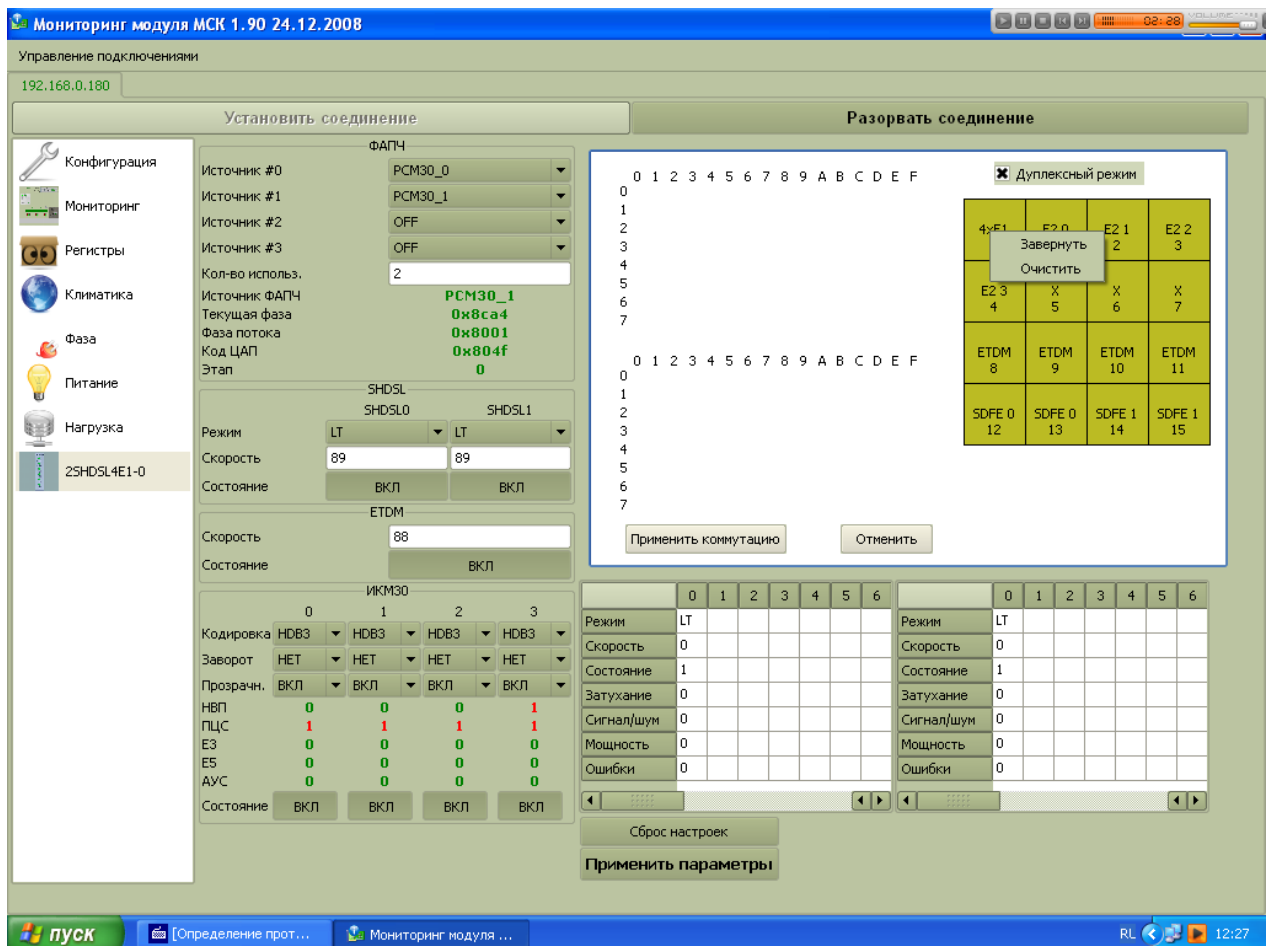 Мониторинг модуля МСК 1.90 24.12.2008
02:28
VOLUME
Управление подключениями
192.168.0.180
Установить соединение Разорвать соединение
Конфигурация
Мониторинг
Регистры
Климатика
Фаза
Питание
Нагрузка
2SHDSL4E1-0
ФАПЧ
Источник #0 PCM30_0
Источник #1 PCM30_1
Источник #2 OFF
Источник #3 OFF
Кол-во использ. 2
Источник ФАПЧ PCM30_1
Текущая фаза 0x8ca4
Фаза потока 0x8001
Код ЦАП 0x804f
Этап 0
SHDSL
SHDSL0 SHDSL1
Режим LT LT
Скорость 89 89
Состояние ВКЛ ВКЛ
ETDM
Скорость 88
Состояние ВКЛ
ИКМ30
0 1 2 3
Кодировка HDB3 HDB3 HDB3 HDB3
Заворот НЕТ НЕТ НЕТ НЕТ
Прозрачн. ВКЛ ВКЛ ВКЛ ВКЛ
НВП 0 0 0 1
ПЦС 1 1 1 1
Е3 0 0 0 0
Е5 0 0 0 0
АУС 0 0 0 0
Состояние ВКЛ ВКЛ ВКЛ ВКЛ
0 1 2 3 4 5 6 7 8 9 A B C D E F
0
1
2
3
4
5
6
7
0 1 2 3 4 5 6 7 8 9 A B C D E F
0
1
2
3
4
5
6
7
Дуплексный режим
4xE1 E2 0 E2 1 E2 2
2 3
Завернуть
Очистить
E2 3 X X X
4 5 6 7
ETDM ETDM ETDM ETDM
8 9 10 11
SDFE 0 SDFE 0 SDFE 1 SDFE 1
12 13 14 15
Применить коммутацию Отменить
0 1 2 3 4 5 6
Режим LT
Скорость 0
Состояние 1
Затухание 0
Сигнал/шум 0
Мощность 0
Ошибки 0
0 1 2 3 4 5 6
Режим LT
Скорость 0
Состояние 1
Затухание 0
Сигнал/шум 0
Мощность 0
Ошибки 0
Сброс настроек
Применить параметры
пуск
[Определение прот...
Мониторинг модуля ...
RL
12:27